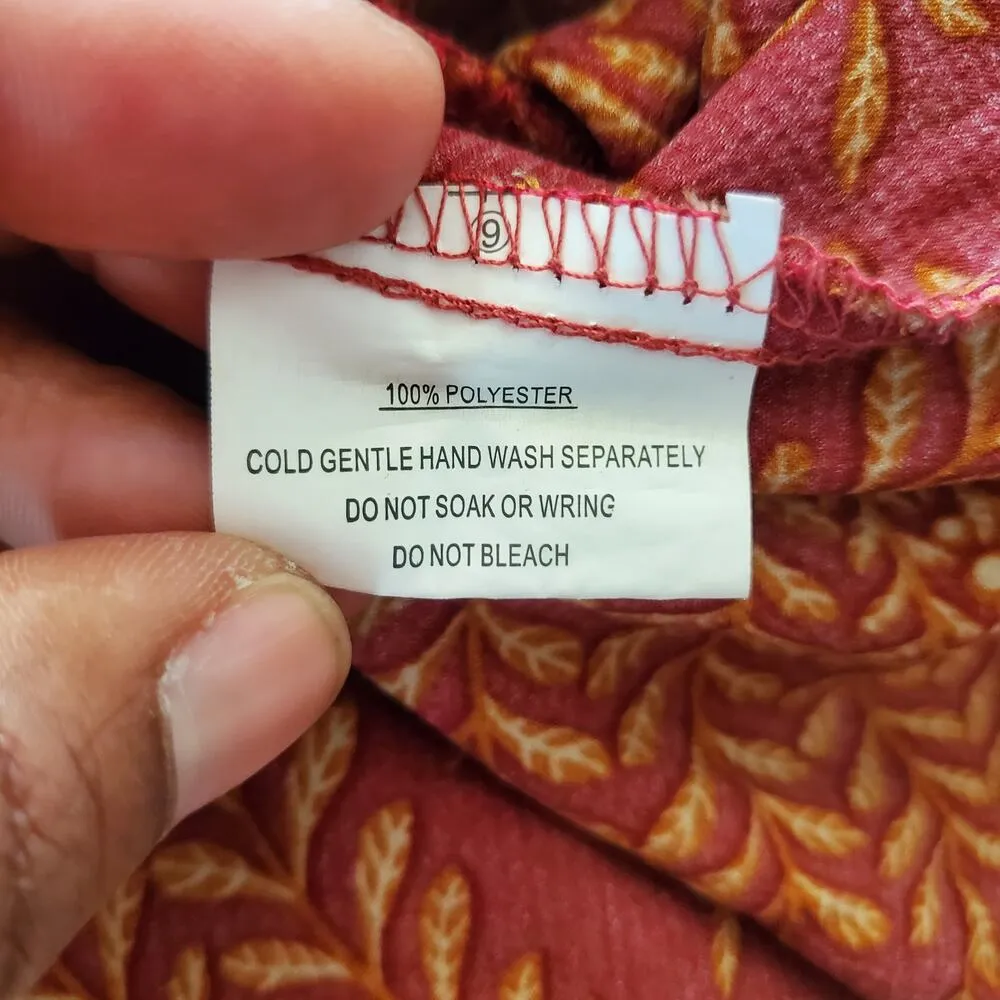 9
100% POLYESTER
COLD GENTLE HAND WASH SEPARATELY
DO NOT SOAK OR WRING
DO NOT BLEACH